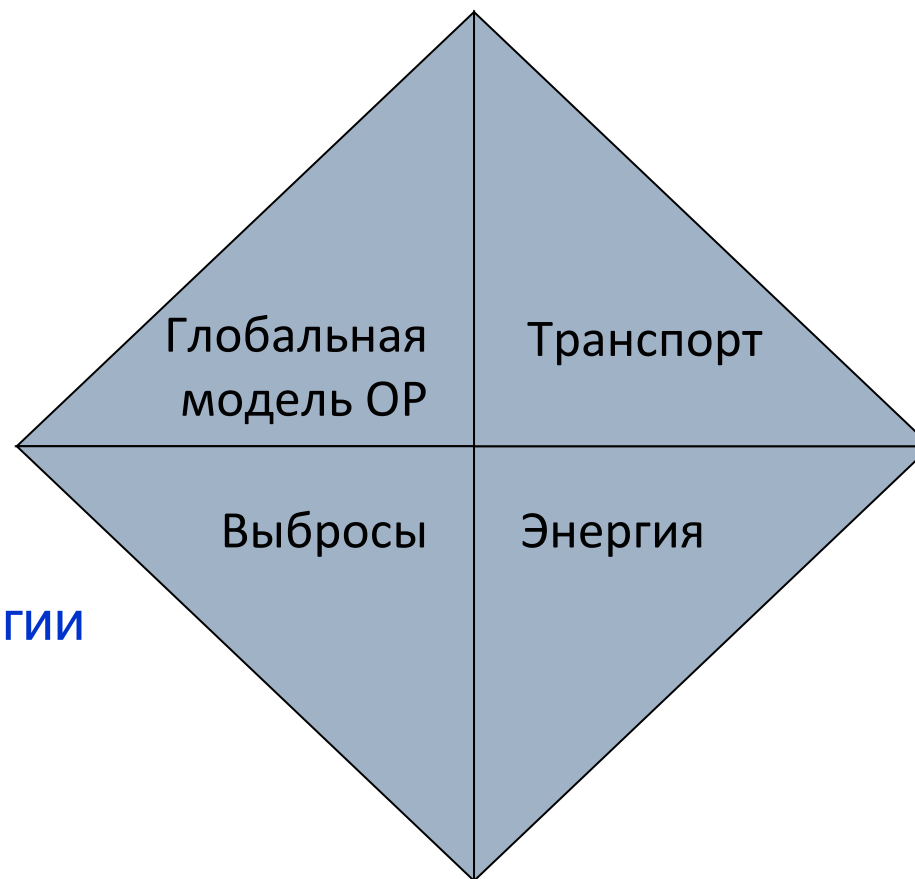 Глобальная
модель ОР
Транспорт
Выбросы
Энергия
гии